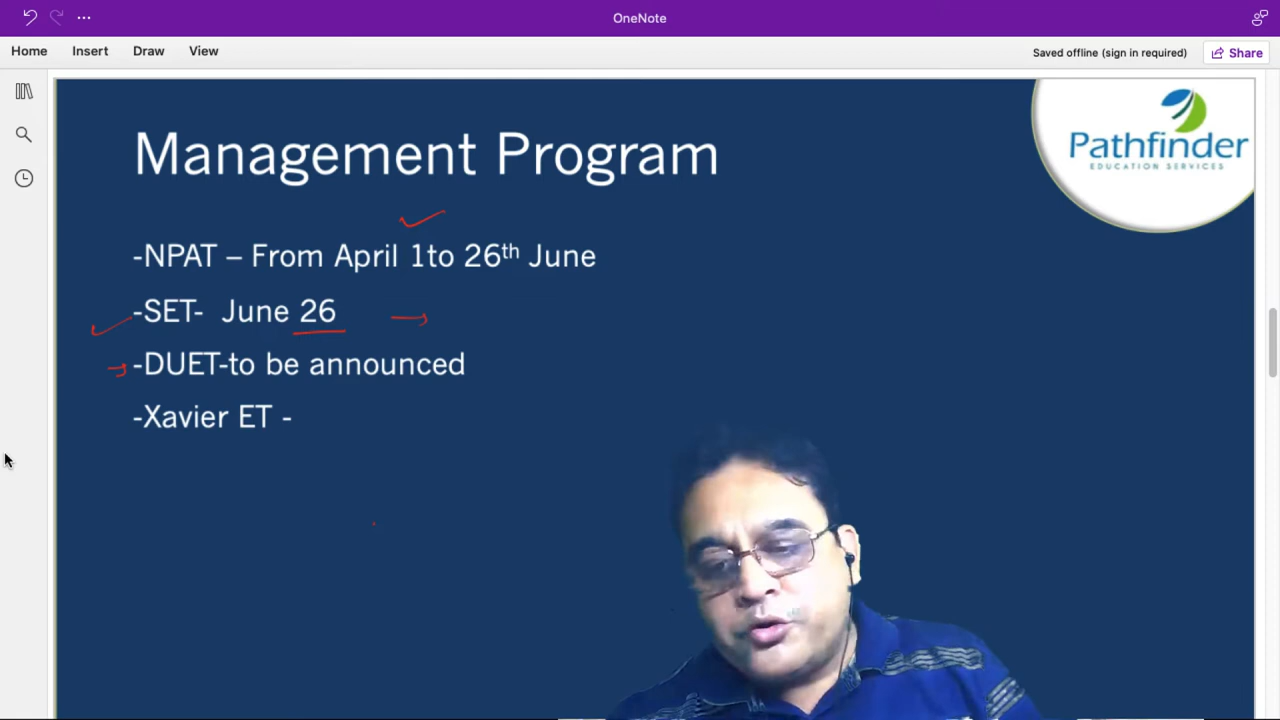 OneNote
Home Insert Draw View
Saved offline (sign in required) Share
Pathfinder
EDUCATION SERVICES
Management Program
-NPAT – From April 1to 26th June
-SET- June 26
-DUET-to be announced
-Xavier ET -